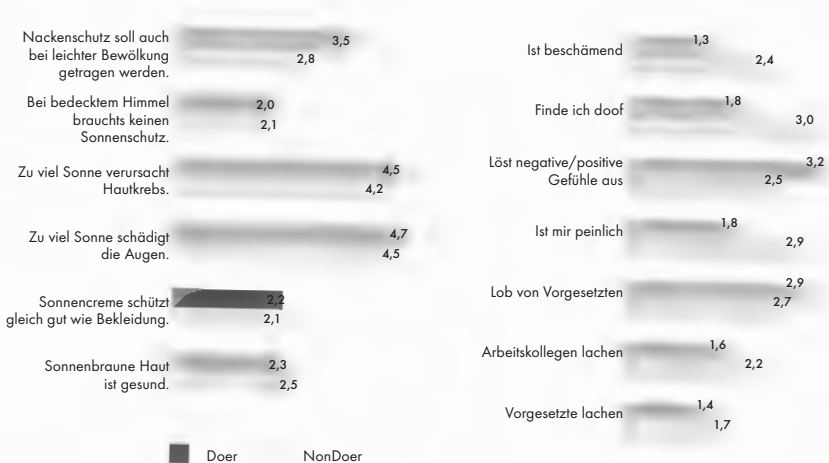 Nackenschutz soll auch
bei leichter Bewölkung
getragen werden.
3,5
2,8
Bei bedecktem Himmel
brauchts keinen
Sonnenschutz.
2,0
2,1
Zu viel Sonne verursacht
Hautkrebs.
4,5
4,2
Zu viel Sonne schädigt
die Augen.
4,7
4,5
Sonnencreme schützt
gleich gut wie Bekleidung.
2,2
2,1
Sonnenbraune Haut
ist gesund.
2,3
2,5
Doer NonDoer
Ist beschämend
1,3
2,4
Finde ich doof
1,8
3,0
Löst negative/positive
Gefühle aus
3,2
2,5
Ist mir peinlich
1,8
2,9
Lob von Vorgesetzten
2,9
2,7
Arbeitskollegen lachen
1,6
2,2
Vorgesetzte lachen
1,4
1,7